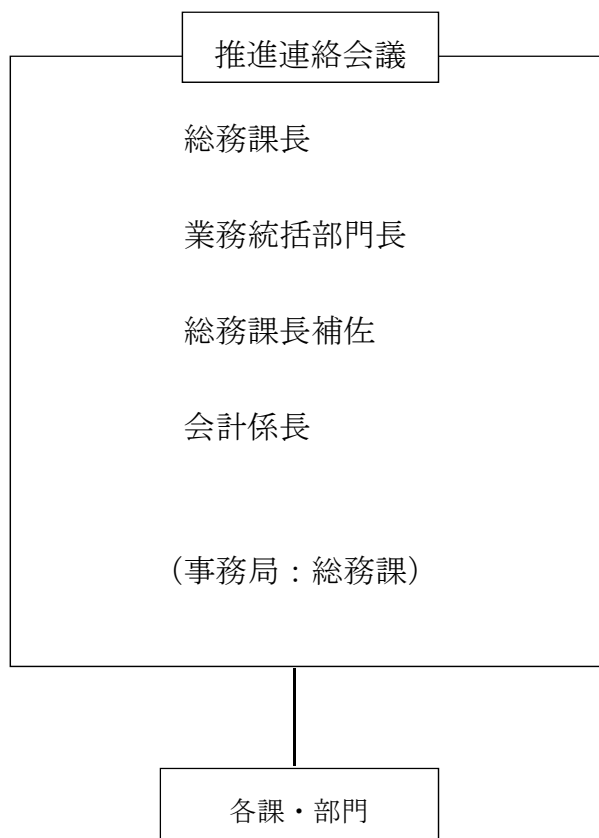 推進連絡会議
総務課長
業務統括部門長
総務課長補佐
会計係長
（事務局：総務課）
各課・部門